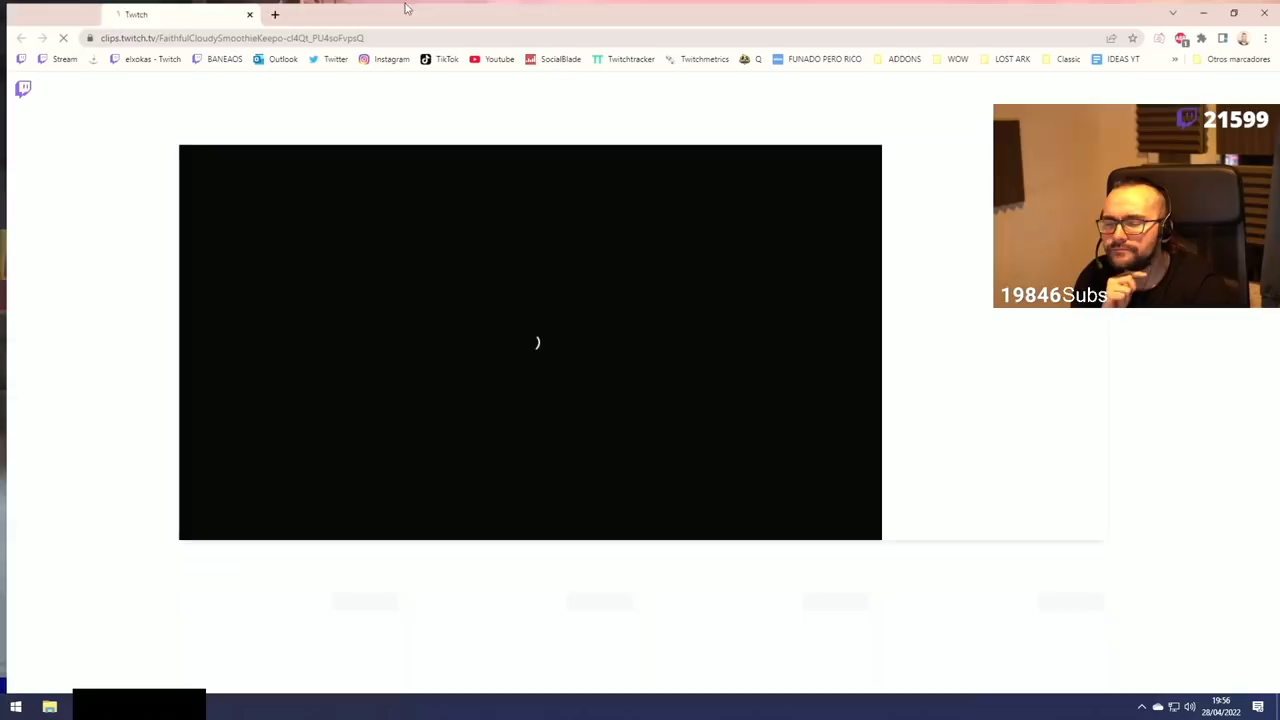 Twitch
clips.twitch.tv/FaithfulCloudySmoothieKeepo-cI4Qt_PU4soFvpsQ
Stream
elxokas - Twitch
BANEAOS
Outlook
Twitter
Instagram
TikTok
Youtube
SocialBlade
Twitchtracker
Twitchmetrics
Q
FUNADO PERO RICO
ADDONS
WOW
LOST ARK
Classic
IDEAS YT
»
Otros marcadores
21599
19846Subs
19:56
28/04/2022